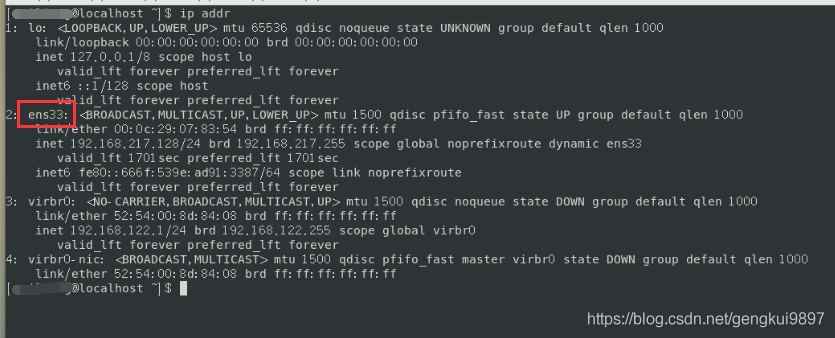 [ @localhost ~]$ ip addr
1: lo: <LOOPBACK,UP,LOWER_UP> mtu 65536 qdisc noqueue state UNKNOWN group default qlen 1000
link/loopback 00:00:00:00:00:00 brd 00:00:00:00:00:00
inet 127.0.0.1/8 scope host lo
valid_lft forever preferred_lft forever
inet6 ::1/128 scope host
valid_lft forever preferred_lft forever
2: ens33: <BROADCAST,MULTICAST,UP,LOWER_UP> mtu 1500 qdisc pfifo_fast state UP group default qlen 1000
link/ether 00:0c:29:07:83:54 brd ff:ff:ff:ff:ff:ff
inet 192.168.217.128/24 brd 192.168.217.255 scope global noprefixroute dynamic ens33
valid_lft 1701sec preferred_lft 1701sec
inet6 fe80::666f:539e:ad91:3387/64 scope link noprefixroute
valid_lft forever preferred_lft forever
3: virbr0: <NO-CARRIER,BROADCAST,MULTICAST,UP> mtu 1500 qdisc noqueue state DOWN group default qlen 1000
link/ether 52:54:00:8d:84:08 brd ff:ff:ff:ff:ff:ff
inet 192.168.122.1/24 brd 192.168.122.255 scope global virbr0
valid_lft forever preferred_lft forever
4: virbr0-nic: <BROADCAST,MULTICAST> mtu 1500 qdisc pfifo_fast master virbr0 state DOWN group default qlen 1000
link/ether 52:54:00:8d:84:08 brd ff:ff:ff:ff:ff:ff
[ @localhost ~]$
https://blog.csdn.net/gengkui9897